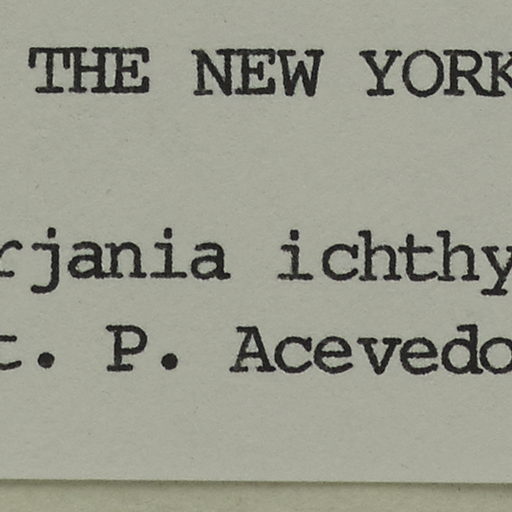 THE NEW YORK
rjania ichthy
t. P. Acevedo